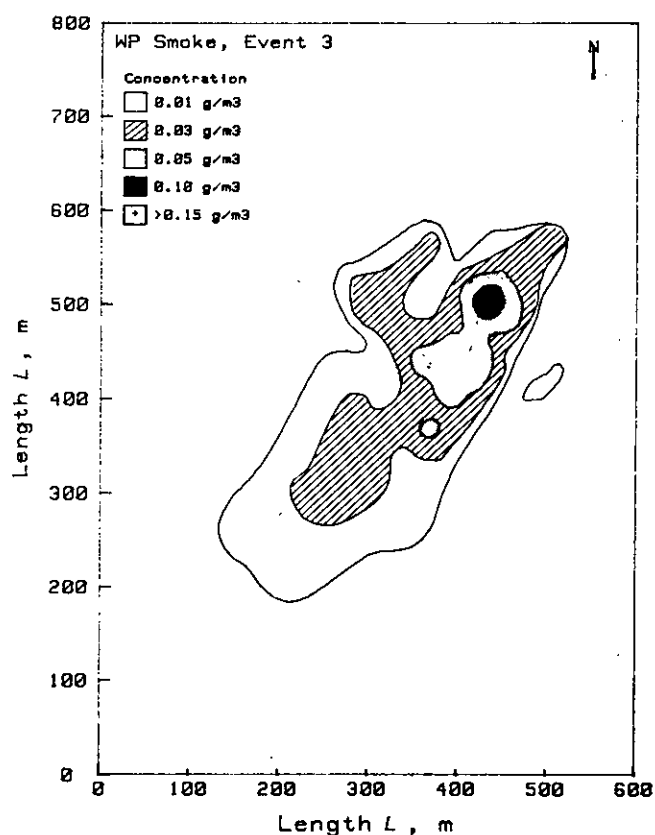 WP Smoke, Event 3
N
Concentration
0.01 g/m3
0.03 g/m3
0.05 g/m3
0.10 g/m3
>0.15 g/m3
800
700
600
500
400
300
200
100
0
Length L, m
0 100 200 300 400 500 600
Length L, m